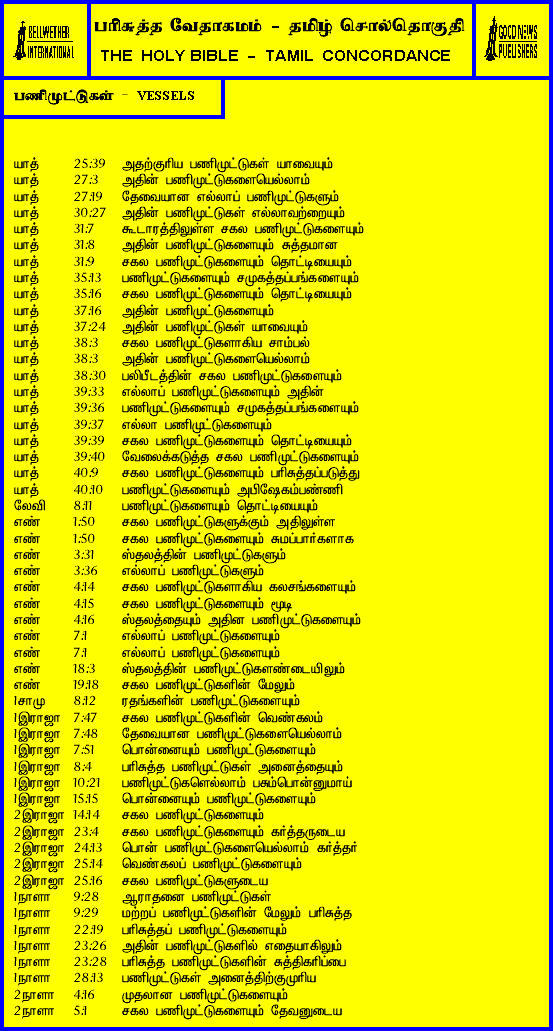 BELLWETHER
INTERNATIONAL
பரிசுத்த வேதாகமம் - தமிழ் சொல்தொகுதி
THE HOLY BIBLE - TAMIL CONCORDANCE
GOOD NEWS
PUBLISHERS
பணிமுட்டுகள் - VESSELS
யாத் 25:39 அதற்குரிய பணிமுட்டுகள் யாவையும்
யாத் 27:3 அதின் பணிமுட்டுகளையெல்லாம்
யாத் 27:19 தேவையான எல்லாப் பணிமுட்டுகளும்
யாத் 30:27 அதின் பணிமுட்டுகள் எல்லாவற்றையும்
யாத் 31:7 கூடாரத்திலுள்ள சகல பணிமுட்டுகளையும்
யாத் 31:8 அதின் பணிமுட்டுகளையும் சுத்தமான
யாத் 31:9 சகல பணிமுட்டுகளையும் தொட்டியையும்
யாத் 35:13 பணிமுட்டுகளையும் சமுகத்தப்பங்களையும்
யாத் 35:16 சகல பணிமுட்டுகளையும் தொட்டியையும்
யாத் 37:16 அதின் பணிமுட்டுகளையும்
யாத் 37:24 அதின் பணிமுட்டுகள் யாவையும்
யாத் 38:3 சகல பணிமுட்டுகளாகிய சாம்பல்
யாத் 38:3 அதின் பணிமுட்டுகளையெல்லாம்
யாத் 38:30 பலிபீடத்தின் சகல பணிமுட்டுகளையும்
யாத் 39:33 எல்லாப் பணிமுட்டுகளையும் அதின்
யாத் 39:36 பணிமுட்டுகளையும் சமுகத்தப்பங்களையும்
யாத் 39:37 எல்லா பணிமுட்டுகளையும்
யாத் 39:39 சகல பணிமுட்டுகளையும் தொட்டியையும்
யாத் 39:40 வேலைக்கடுத்த சகல பணிமுட்டுகளையும்
யாத் 40:9 சகல பணிமுட்டுகளையும் பரிசுத்தப்படுத்து
யாத் 40:10 பணிமுட்டுகளையும் அபிஷேகம்பண்ணி
லேவி 8:11 பணிமுட்டுகளையும் தொட்டியையும்
எண் 1:50 சகல பணிமுட்டுகளுக்கும் அதிலுள்ள
எண் 1:50 சகல பணிமுட்டுகளையும் சுமப்பார்களாக
எண் 3:31 ஸ்தலத்தின் பணிமுட்டுகளும்
எண் 3:36 எல்லாப் பணிமுட்டுகளும்
எண் 4:14 சகல பணிமுட்டுகளாகிய கலசங்களையும்
எண் 4:15 சகல பணிமுட்டுகளையும் மூடி
எண் 4:16 ஸ்தலத்தையும் அதின பணிமுட்டுகளையும்
எண் 7:1 எல்லாப் பணிமுட்டுகளையும்
எண் 7:1 எல்லாப் பணிமுட்டுகளையும்
எண் 18:3 ஸ்தலத்தின் பணிமுட்டுகளண்டையிலும்
எண் 19:18 சகல பணிமுட்டுகளின் மேலும்
1சாமு 8:12 ரதங்களின் பணிமுட்டுகளையும்
1இராஜா 7:47 சகல பணிமுட்டுகளின் வெண்கலம்
1இராஜா 7:48 தேவையான பணிமுட்டுகளையெல்லாம்
1இராஜா 7:51 பொன்னையும் பணிமுட்டுகளையும்
1இராஜா 8:4 பரிசுத்த பணிமுட்டுகள் அனைத்தையும்
1இராஜா 10:21 பணிமுட்டுகளெல்லாம் பசும்பொன்னுமாய்
1இராஜா 15:15 பொன்னையும் பணிமுட்டுகளையும்
2இராஜா 14:14 சகல பணிமுட்டுகளையும்
2இராஜா 23:4 சகல பணிமுட்டுகளையும் கர்த்தருடைய
2இராஜா 24:13 பொன் பணிமுட்டுகளையெல்லாம் கர்த்தர்
2இராஜா 25:14 வெண்கலப் பணிமுட்டுகளையும்
2இராஜா 25:16 சகல பணிமுட்டுகளுடைய
1நாளா 9:28 ஆராதனை பணிமுட்டுகள்
1நாளா 9:29 மற்றப் பணிமுட்டுகளின் மேலும் பரிசுத்த
1நாளா 22:19 பரிசுத்தப் பணிமுட்டுகளையும்
1நாளா 23:26 அதின் பணிமுட்டுகளில் எதையாகிலும்
1நாளா 23:28 பரிசுத்த பணிமுட்டுகளின் சுத்திகரிப்பை
1நாளா 28:13 பணிமுட்டுகள் அனைத்திற்குமுரிய
2நாளா 4:16 முதலான பணிமுட்டுகளையும்
2நாளா 5:1 சகல பணிமுட்டுகளையும் தேவனுடைய